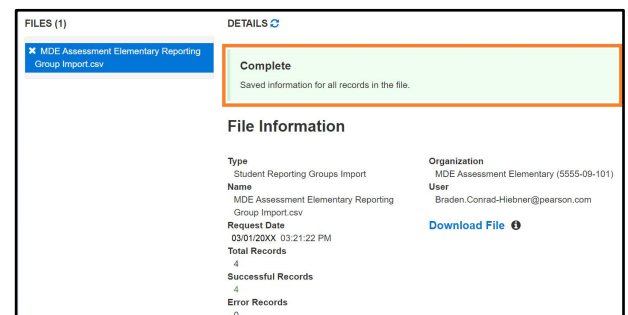 FILES (1)
MDE Assessment Elementary Reporting
Group Import.csv
DETAILS
Complete
Saved information for all records in the file.
File Information
Type
Student Reporting Groups Import
Name
MDE Assessment Elementary Reporting
Group Import.csv
Request Date
03/01/20XX 03:21:22 PM
Total Records
4
Successful Records
4
Error Records
0
Organization
MDE Assessment Elementary (5555-09-101)
User
Braden.Conrad-Hiebner@pearson.com
Download File